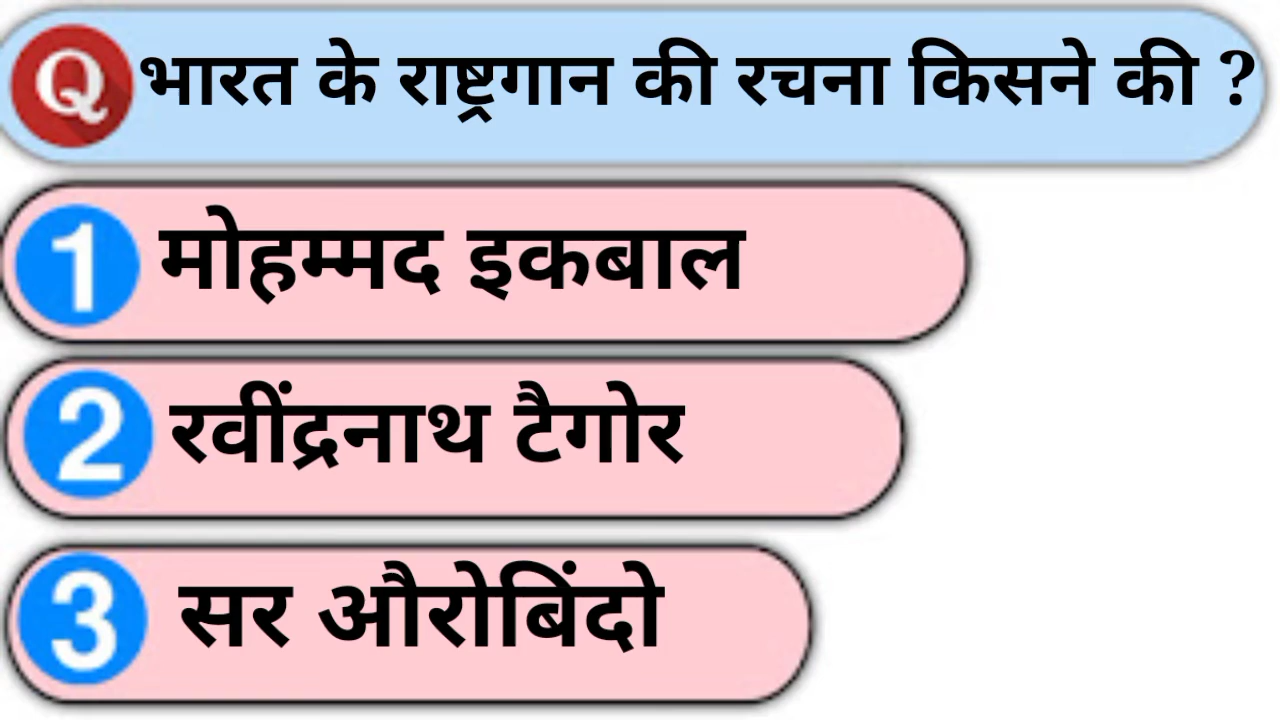 Q भारत के राष्ट्रगान की रचना किसने की ?
1 मोहम्मद इकबाल
2 रवींद्रनाथ टैगोर
3 सर औरोबिंदो